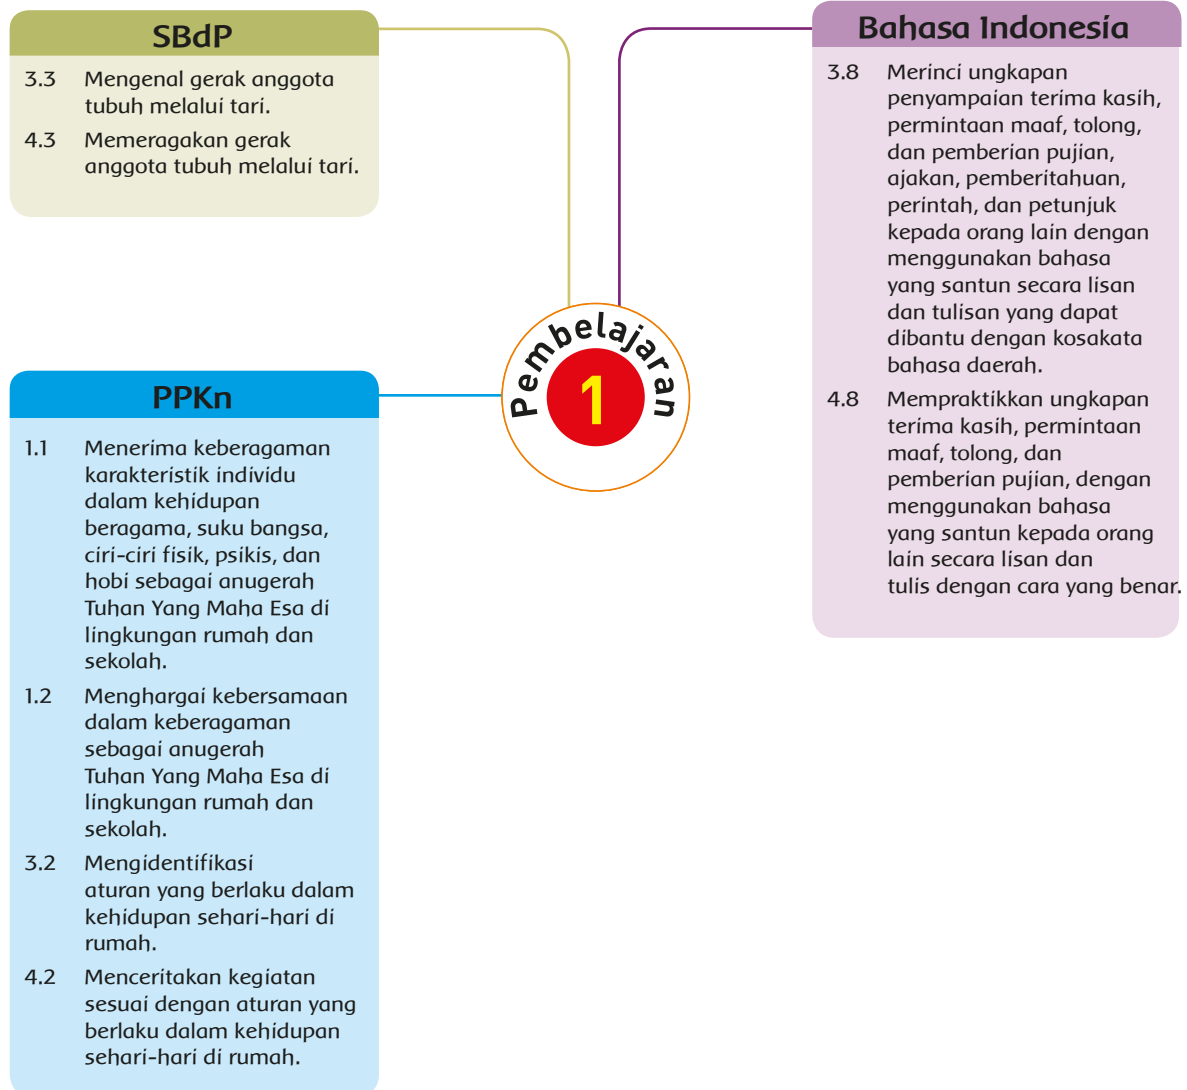 SBdP
3.3 Mengenal gerak anggota
tubuh melalui tari.
4.3 Memeragakan gerak
anggota tubuh melalui tari.
Bahasa Indonesia
3.8 Merinci ungkapan
penyampaian terima kasih,
permintaan maaf, tolong,
dan pemberian pujian,
ajakan, pemberitahuan,
perintah, dan petunjuk
kepada orang lain dengan
menggunakan bahasa
yang santun secara lisan
dan tulisan yang dapat
dibantu dengan kosakata
bahasa daerah.
4.8 Mempraktikkan ungkapan
terima kasih, permintaan
maaf, tolong, dan
pemberian pujian, dengan
menggunakan bahasa
yang santun kepada orang
lain secara lisan dan
tulis dengan cara yang benar.
Pembelajaran
1
PPKn
1.1 Menerima keberagaman
karakteristik individu
dalam kehidupan
beragama, suku bangsa,
ciri-ciri fisik, psikis, dan
hobi sebagai anugerah
Tuhan Yang Maha Esa di
lingkungan rumah dan
sekolah.
1.2 Menghargai kebersamaan
dalam keberagaman
sebagai anugerah
Tuhan Yang Maha Esa di
lingkungan rumah dan
sekolah.
3.2 Mengidentifikasi
aturan yang berlaku dalam
kehidupan sehari-hari di
rumah.
4.2 Menceritakan kegiatan
sesuai dengan aturan yang
berlaku dalam kehidupan
sehari-hari di rumah.